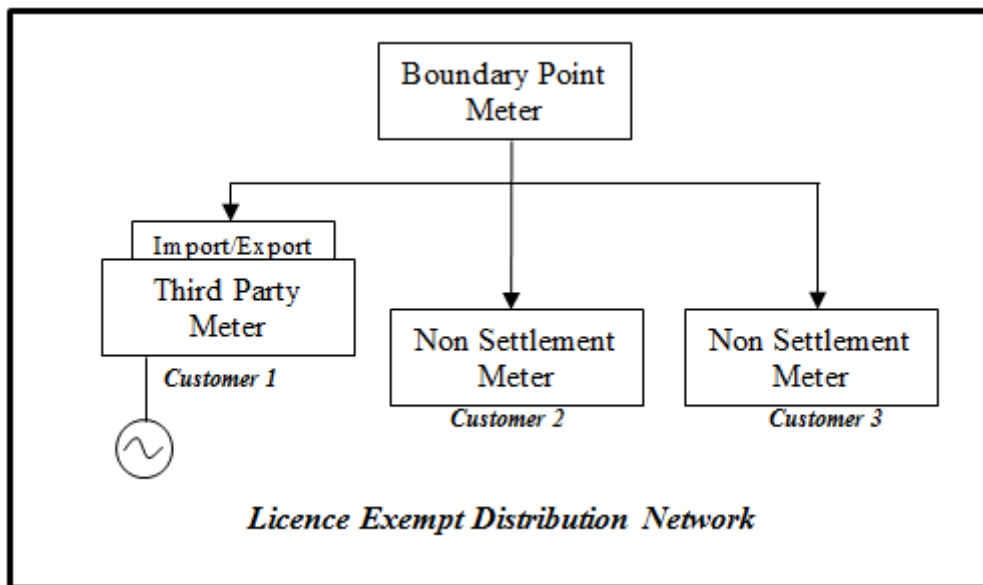 Boundary Point
Meter
Import/Export
Third Party
Meter
Customer 1
Non Settlement
Meter
Customer 2
Non Settlement
Meter
Customer 3
Licence Exempt Distribution Network